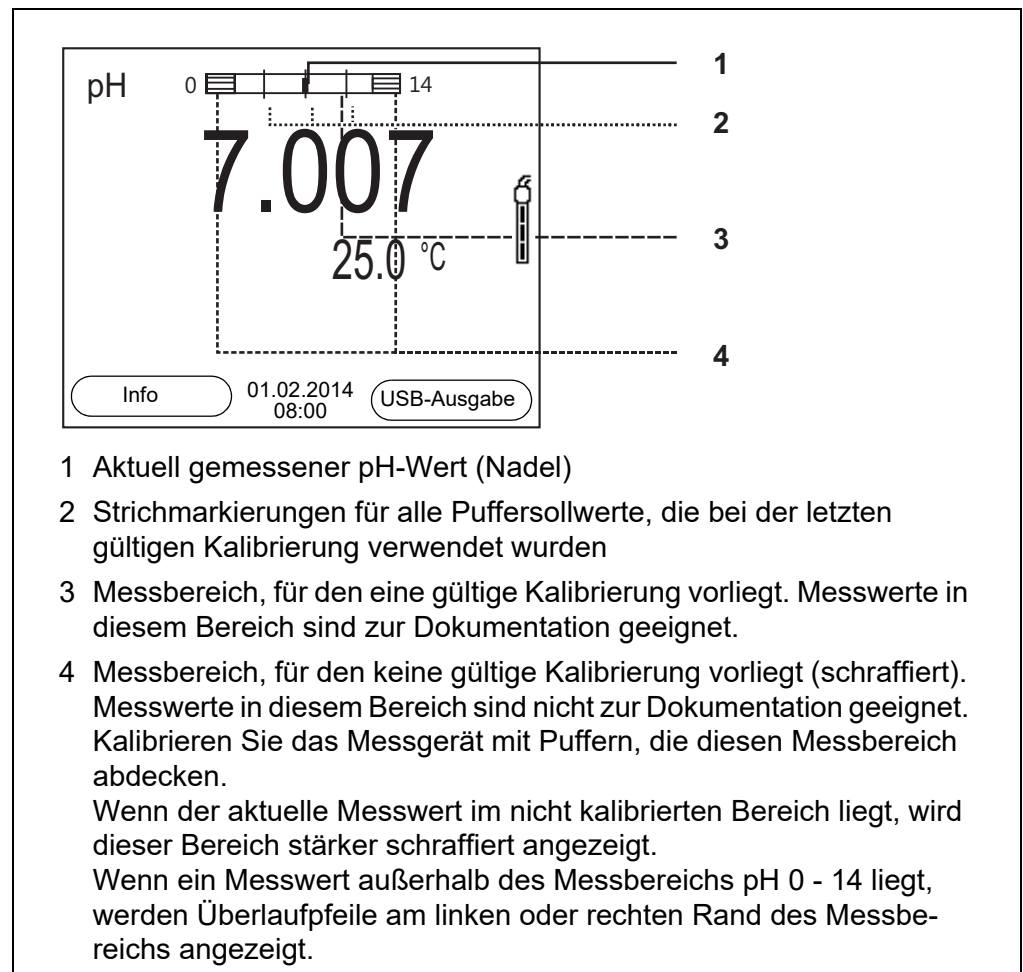 1
pH 0 14
2
7.007
3
25.0 °C
4
Info 01.02.2014 USB-Ausgabe
08:00
1 Aktuell gemessener pH-Wert (Nadel)
2 Strichmarkierungen für alle Puffersollwerte, die bei der letzten
gültigen Kalibrierung verwendet wurden
3 Messbereich, für den eine gültige Kalibrierung vorliegt. Messwerte in
diesem Bereich sind zur Dokumentation geeignet.
4 Messbereich, für den keine gültige Kalibrierung vorliegt (schraffiert).
Messwerte in diesem Bereich sind nicht zur Dokumentation geeignet.
Kalibrieren Sie das Messgerät mit Puffern, die diesen Messbereich
abdecken.
Wenn der aktuelle Messwert im nicht kalibrierten Bereich liegt, wird
dieser Bereich stärker schraffiert angezeigt.
Wenn ein Messwert außerhalb des Messbereichs pH 0 - 14 liegt,
werden Überlaufpfeile am linken oder rechten Rand des Messbe-
reichs angezeigt.